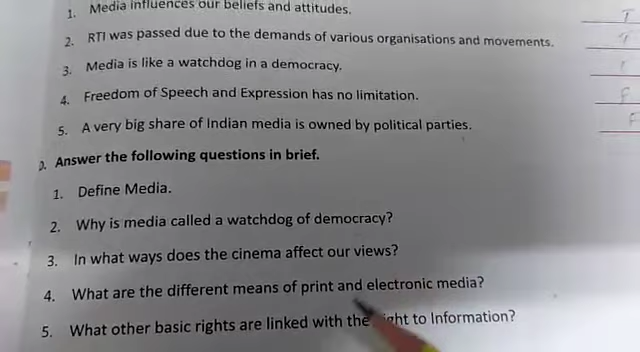 1. Media influences our beliefs and attitudes. T
2. RTI was passed due to the demands of various organisations and movements. T
3. Media is like a watchdog in a democracy. T
4. Freedom of Speech and Expression has no limitation. F
5. A very big share of Indian media is owned by political parties. F
D. Answer the following questions in brief.
1. Define Media.
2. Why is media called a watchdog of democracy?
3. In what ways does the cinema affect our views?
4. What are the different means of print and electronic media?
5. What other basic rights are linked with the Right to Information?